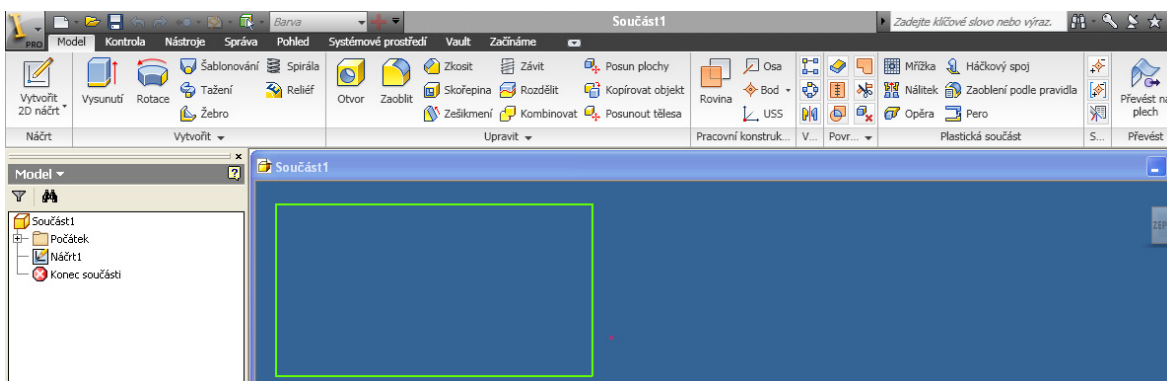 Barva Součást1 Zadejte klíčové slovo nebo výraz.
PRO Model Kontrola Nástroje Správa Pohled Systémové prostředí Vault Začínáme
Šablonování Spirála Zkosit Závit Posun plochy Osa Mřížka Háčkový spoj
Vytvořit 2D náčrt Vysunutí Rotace Tažení Reliéf Otvor Zaoblit Skořepina Rozdělit Kopírovat objekt Rovina Bod Nálitek Zaoblení podle pravidla Převést na plech
Žebro Zešikmení Kombinovat Posunout tělesa USS Opěra Pero
Náčrt Vytvořit Upravit Pracovní konstruk... V... Povr... Plastická součást S... Převést
Model Součást1
Součást1
Počátek
Náčrt1
Konec součásti